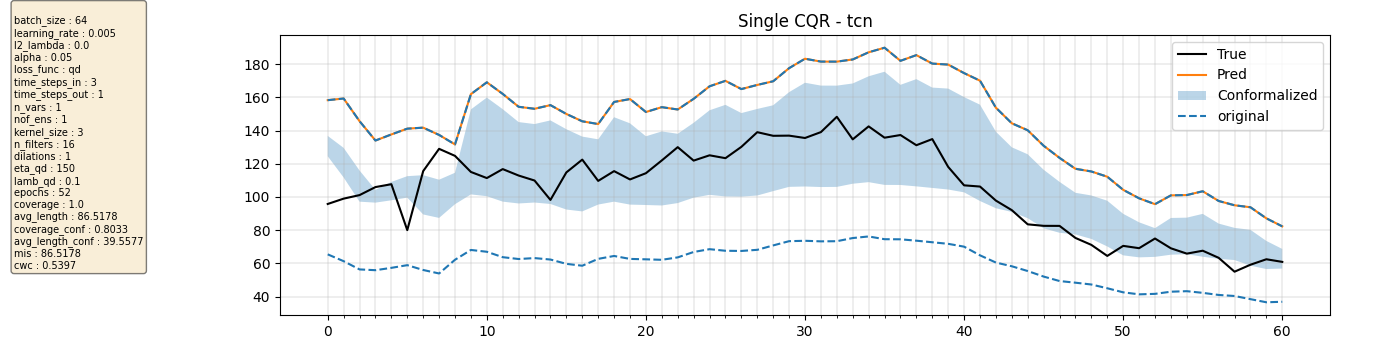 Single CQR - tcn
batch_size : 64
learning_rate : 0.005
l2_lambda : 0.0
alpha : 0.05
loss_func : qd
time_steps_in : 3
time_steps_out : 1
n_vars : 1
nof_ens : 1
kernel_size : 3
n_filters : 16
dilations : 1
eta_qd : 150
lamb_qd : 0.1
epochs : 52
coverage : 1.0
avg_length : 86.5178
coverage_conf : 0.8033
avg_length_conf : 39.5577
mis : 86.5178
cwc : 0.5397
180
160
140
120
100
80
60
40
0 10 20 30 40 50 60
True
Pred
Conformalized
original